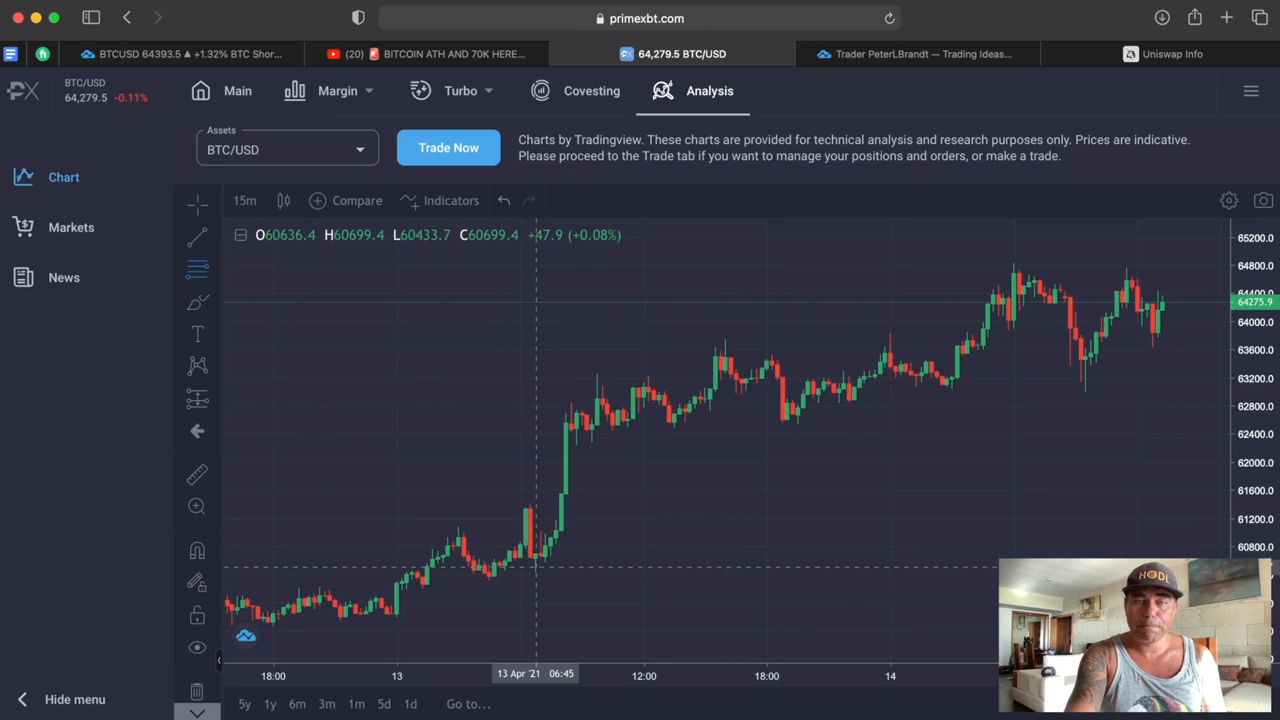 primexbt.com
BTCUSD 64393.5 ▲ +1.32% BTC Shor...
(20) 🚨 BITCOIN ATH AND 70K HERE...
64,279.5 BTC/USD
Trader PeterLBrandt — Trading Ideas...
Uniswap Info
BTC/USD
64,279.5 -0.11%
Main
Margin
Turbo
Covesting
Analysis
Assets
BTC/USD
Trade Now
Charts by Tradingview. These charts are provided for technical analysis and research purposes only. Prices are indicative.
Please proceed to the Trade tab if you want to manage your positions and orders, or make a trade.
Chart
Markets
News
15m
Compare
Indicators
O60636.4 H60699.4 L60433.7 C60699.4 +47.9 (+0.08%)
65200.0
64800.0
64400.0
64275.9
64000.0
63600.0
63200.0
62800.0
62400.0
62000.0
61600.0
61200.0
60800.0
HODL
18:00
13
13 Apr '21 06:45
12:00
18:00
14
Hide menu
5y 1y 6m 3m 1m 5d 1d Go to...